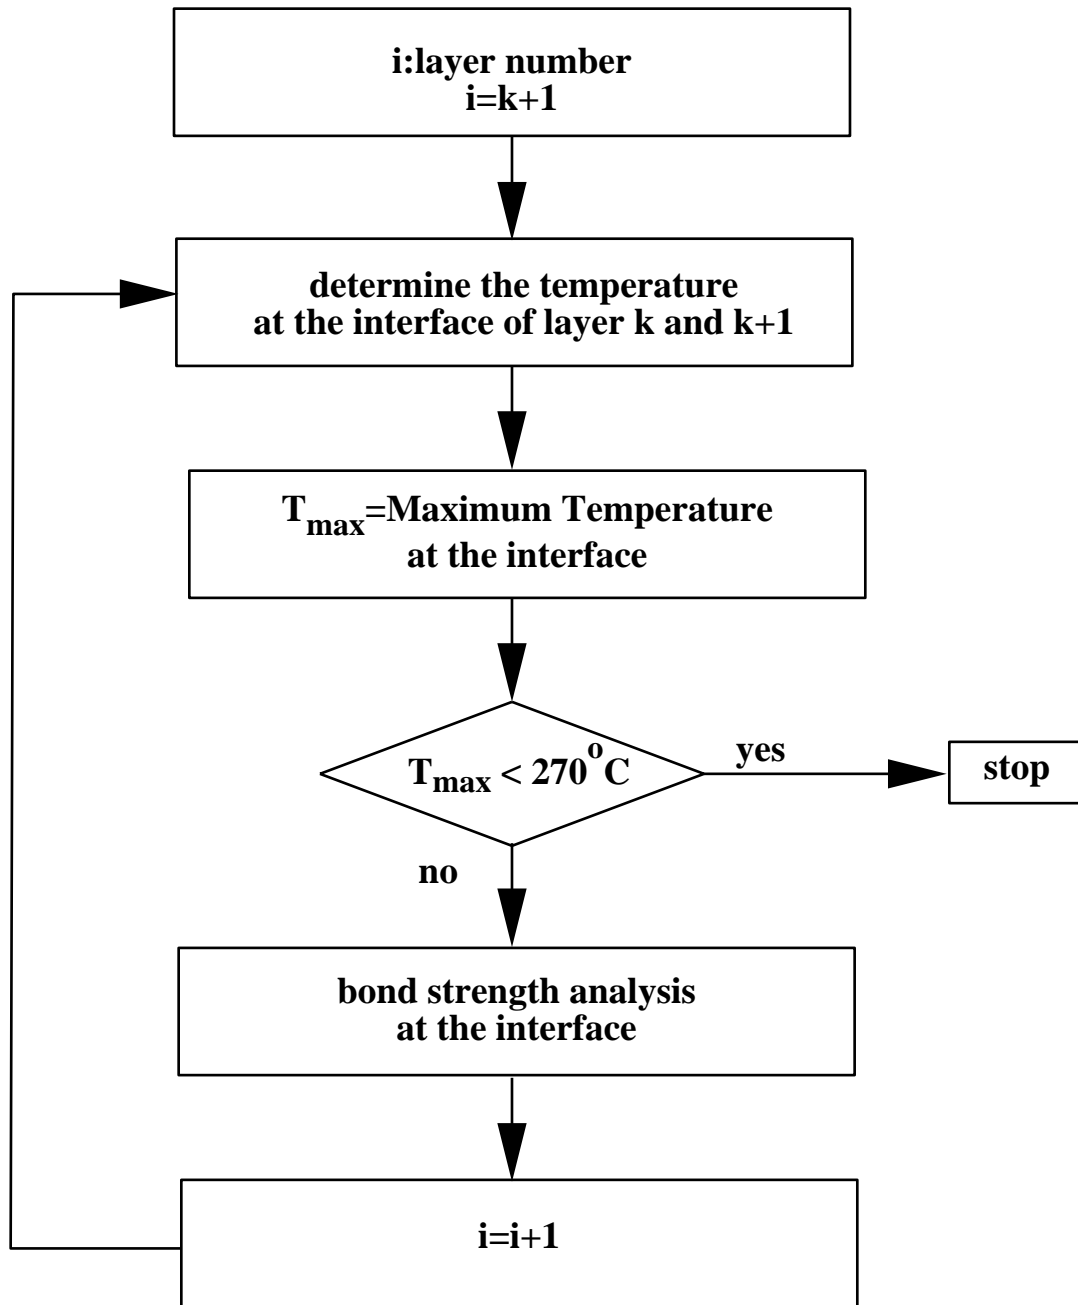 i:layer number
i=k+1
determine the temperature
at the interface of layer k and k+1
Tmax=Maximum Temperature
at the interface
Tmax < 270°C
yes
stop
no
bond strength analysis
at the interface
i=i+1